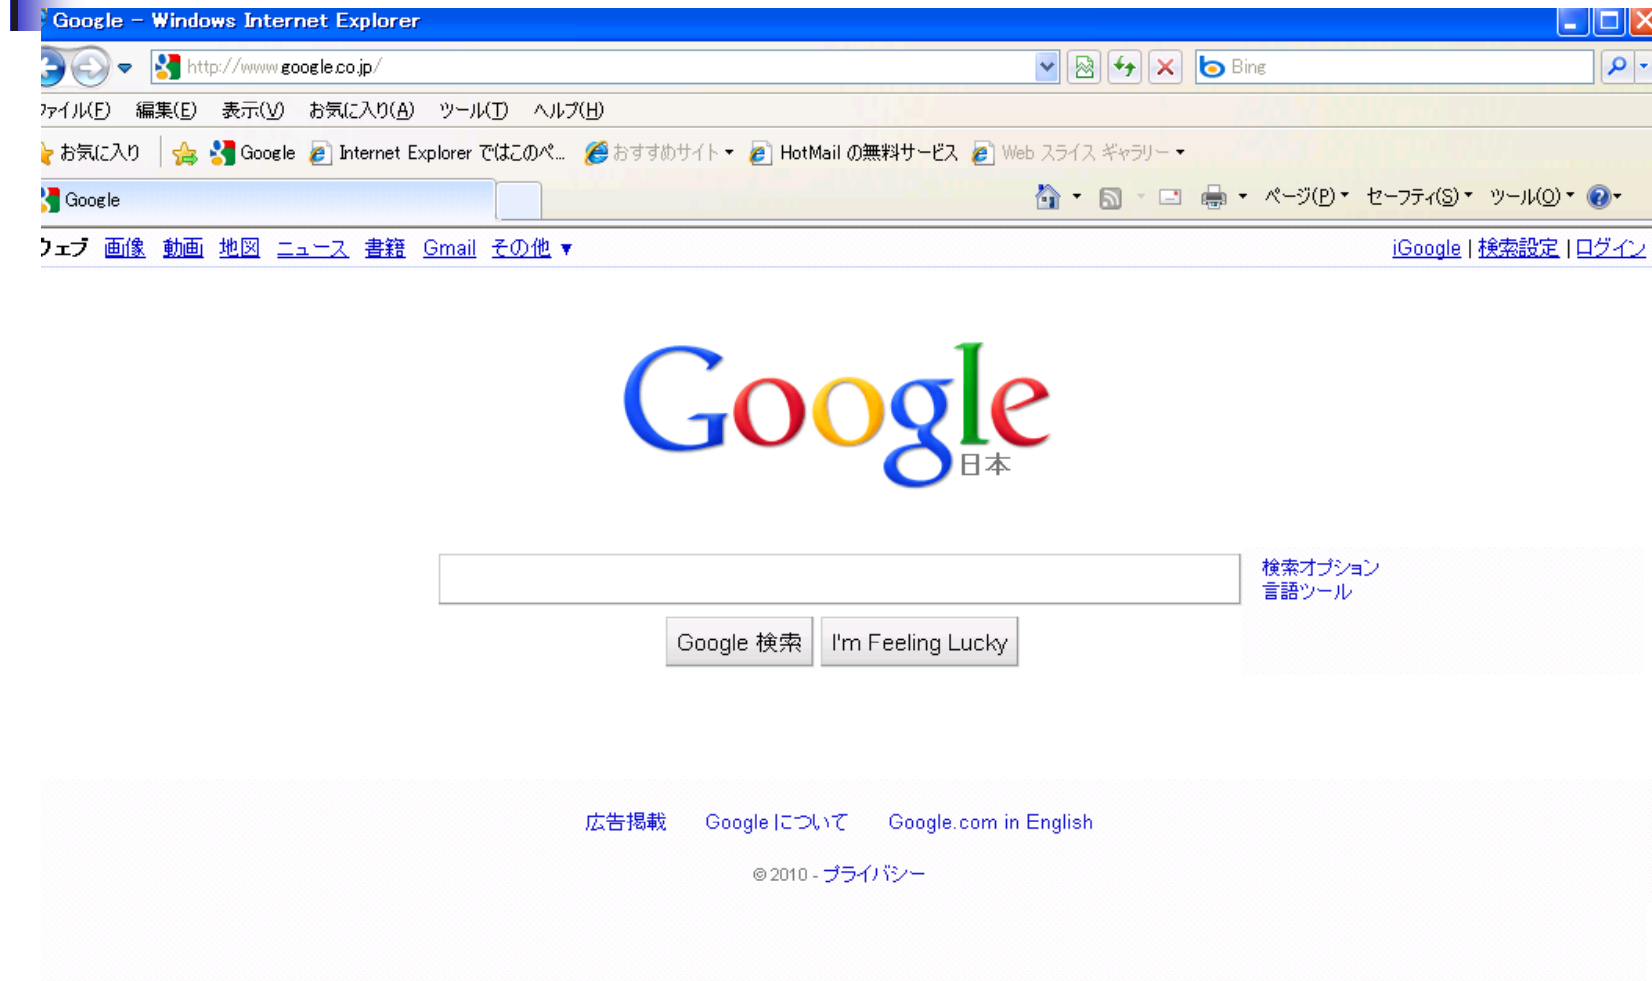 Google - Windows Internet Explorer
http://www.google.co.jp/ Bing
ファイル(F) 編集(E) 表示(V) お気に入り(A) ツール(T) ヘルプ(H)
お気に入り Google Internet Explorer ではこのペ... おすすめサイト HotMail の無料サービス Web スライス ギャラリー
Google ページ(P) セーフティ(S) ツール(O)
ウェブ 画像 動画 地図 ニュース 書籍 Gmail その他 ▼ iGoogle | 検索設定 | ログイン
Google
日本
検索オプション
言語ツール
Google 検索 I'm Feeling Lucky
広告掲載 Google について Google.com in English
© 2010 - プライバシー